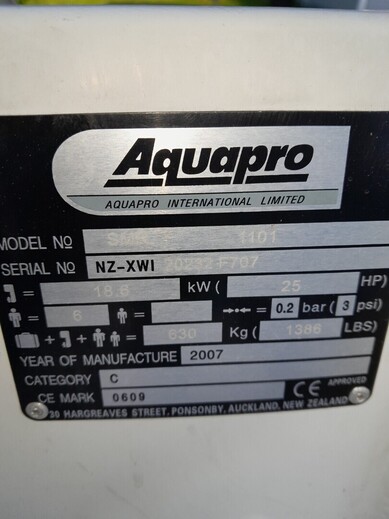 Aquapro
AQUAPRO INTERNATIONAL LIMITED
MODEL Nº 1101
SERIAL Nº NZ-XWI 20232 F707
= 18.6 kW ( 25 HP)
= 6 = 0.2 bar ( 3 psi)
+ + = 630 Kg ( 1386 LBS)
YEAR OF MANUFACTURE 2007
CATEGORY C
CE MARK 0609 CE APPROVED
30 HARGREAVES STREET, PONSONBY, AUCKLAND, NEW ZEALAND